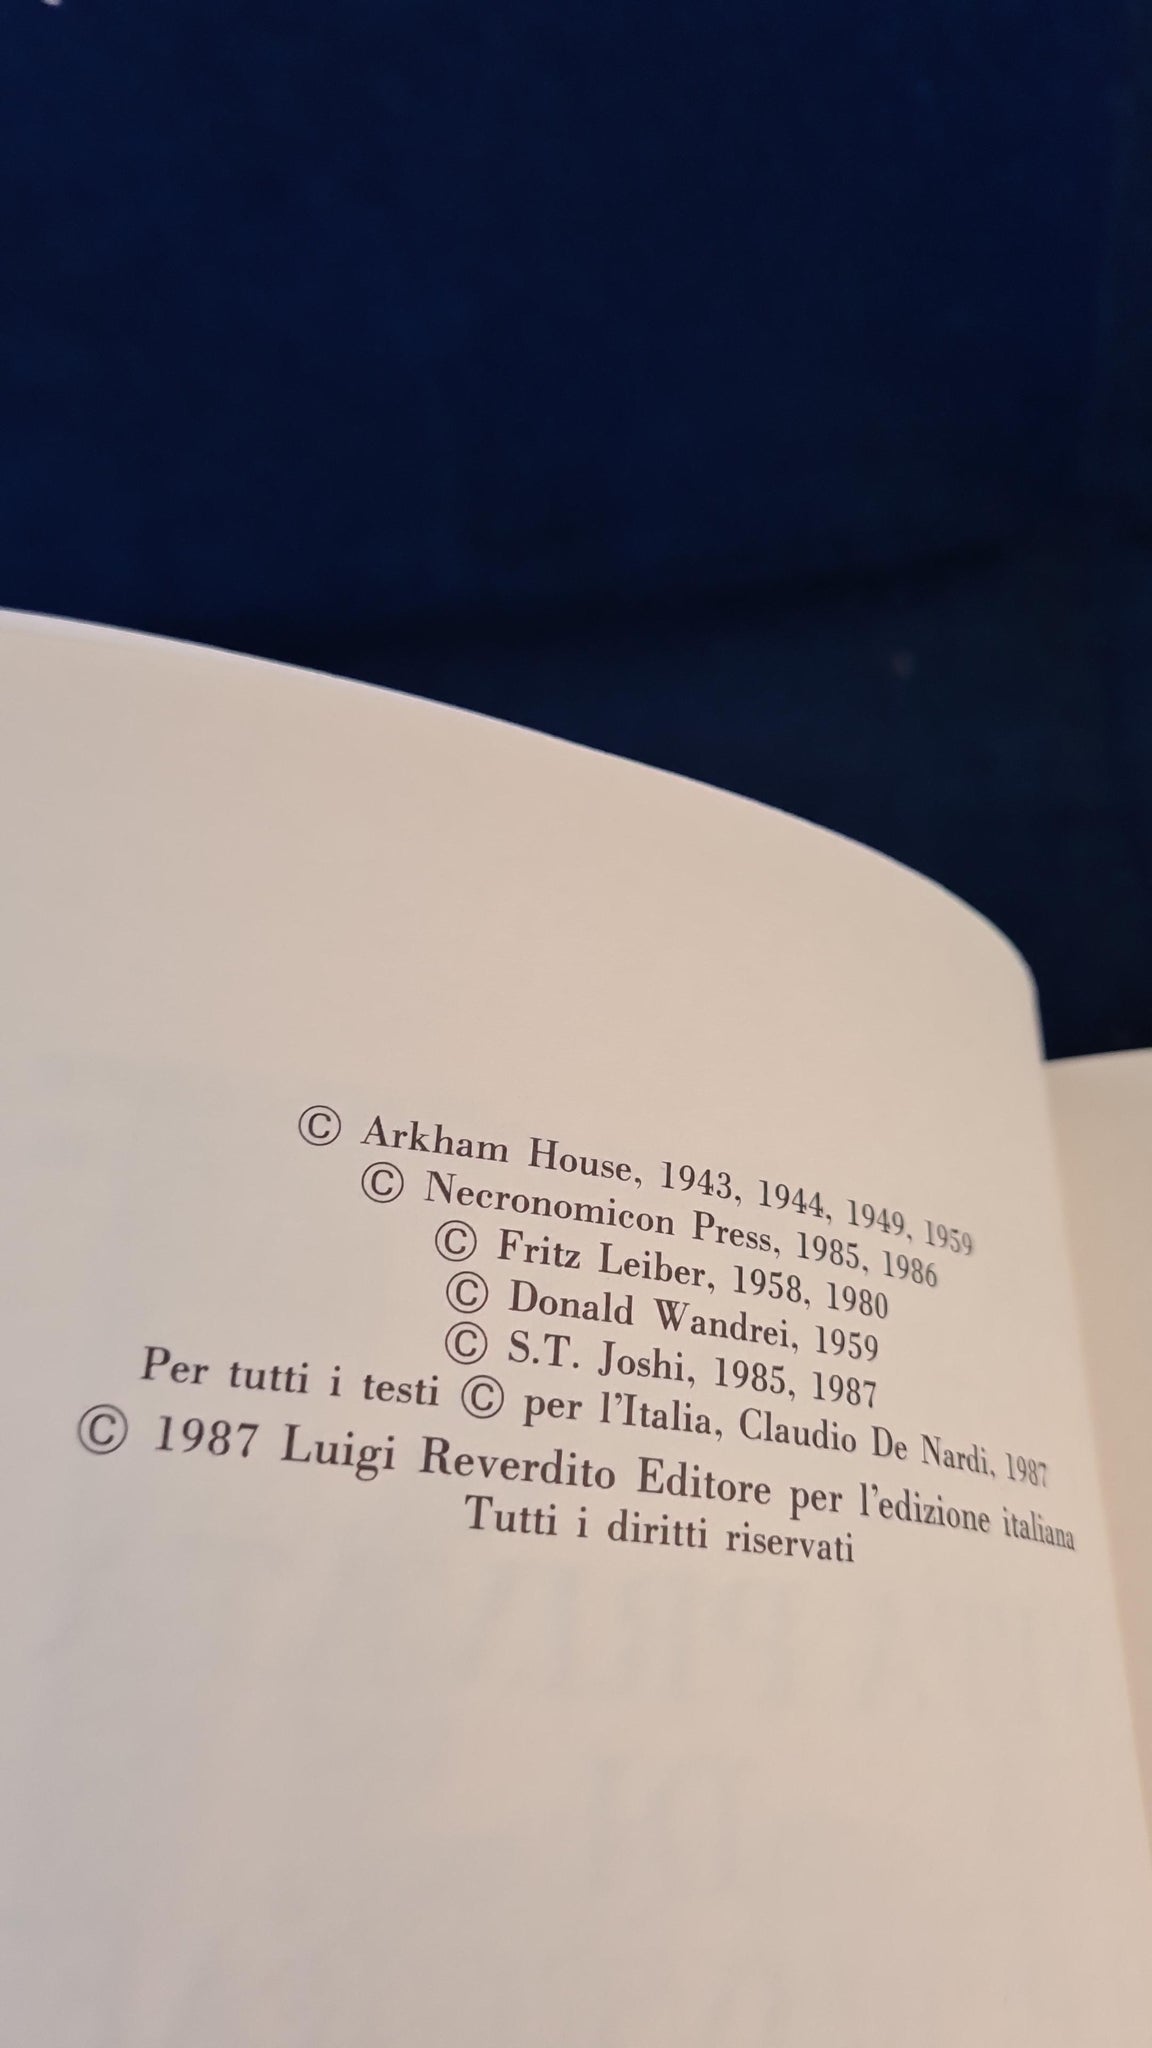 © Arkham House, 1943, 1944, 1949, 1959
© Necronomicon Press, 1985, 1986
© Fritz Leiber, 1958, 1980
© Donald Wandrei, 1959
© S.T. Joshi, 1985, 1987
Per tutti i testi © per l'Italia, Claudio De Nardi, 1987
© 1987 Luigi Reverdito Editore per l'edizione italiana
Tutti i diritti riservati